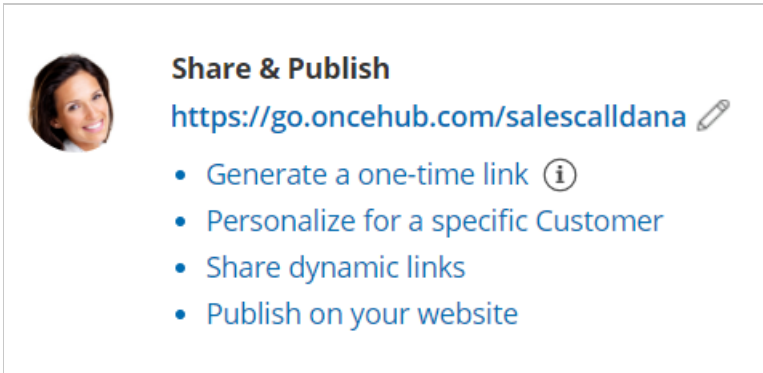 Share & Publish
https://go.oncehub.com/salescalldana
Generate a one-time link
Personalize for a specific Customer
Share dynamic links
Publish on your website